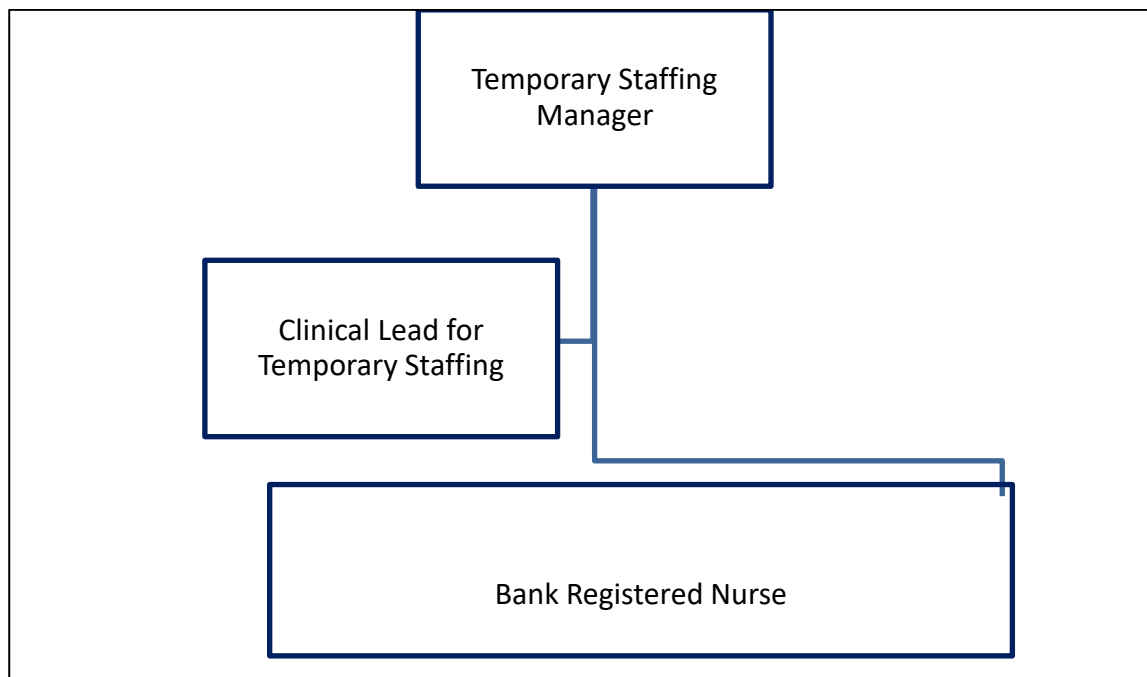 Temporary Staffing
Manager
Clinical Lead for
Temporary Staffing
Bank Registered Nurse